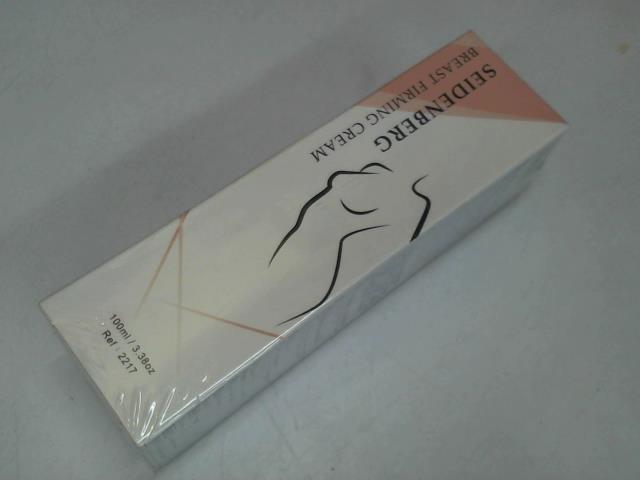 SEIDENBERG
BREAST FIRMING CREAM
100ml / 3.38oz
Ref : 2217